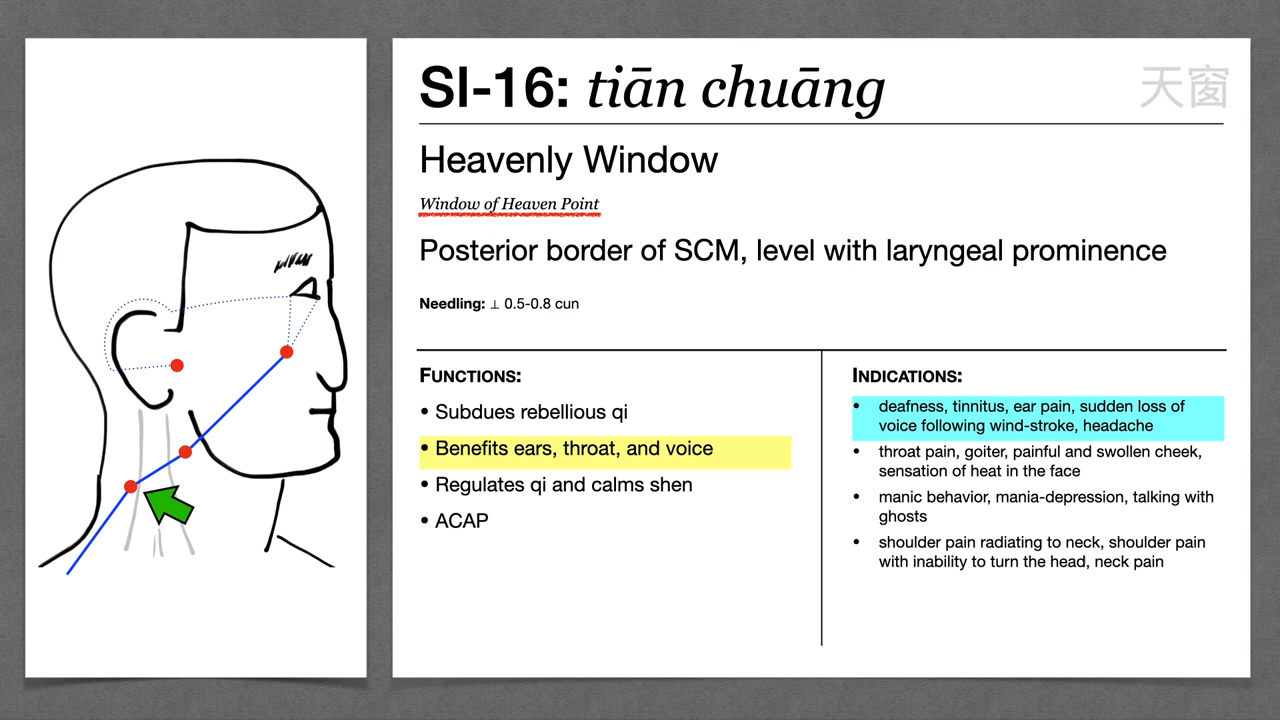 SI-16: tiān chuāng
天窗
Heavenly Window
Window of Heaven Point
Posterior border of SCM, level with laryngeal prominence
Needling: ⊥ 0.5-0.8 cun
FUNCTIONS:
• Subdues rebellious qi
• Benefits ears, throat, and voice
• Regulates qi and calms shen
• ACAP
INDICATIONS:
• deafness, tinnitus, ear pain, sudden loss of
voice following wind-stroke, headache
• throat pain, goiter, painful and swollen cheek,
sensation of heat in the face
• manic behavior, mania-depression, talking with
ghosts
• shoulder pain radiating to neck, shoulder pain
with inability to turn the head, neck pain